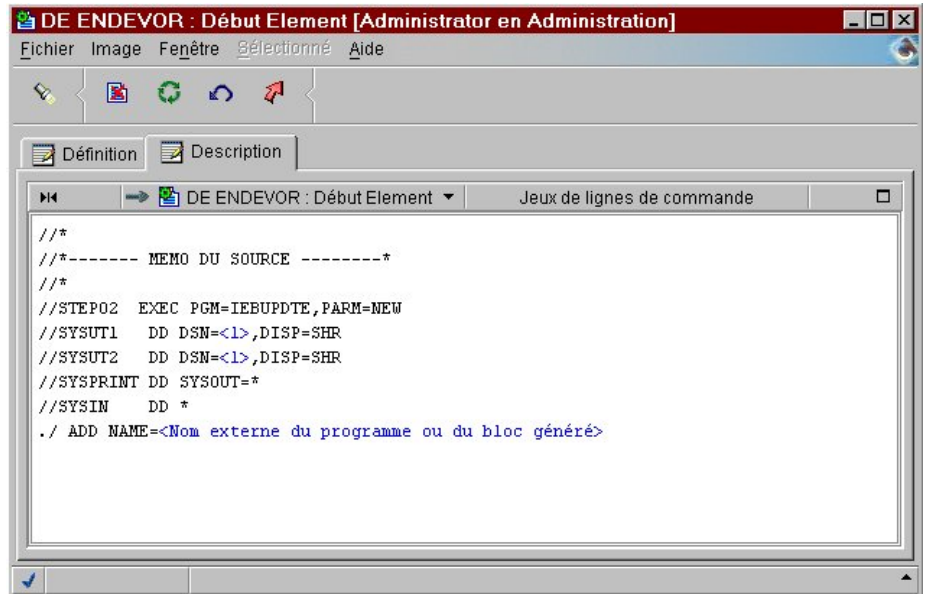 DE ENDEVOR : Début Element [Administrator en Administration]
Fichier Image Fenêtre Sélectionné Aide
Définition Description
DE ENDEVOR : Début Element Jeux de lignes de commande
//*
//*------- MEMO DU SOURCE --------*
//*
//STEP02  EXEC PGM=IEBUPDTE,PARM=NEW
//SYSUT1   DD DSN=<1>,DISP=SHR
//SYSUT2   DD DSN=<1>,DISP=SHR
//SYSPRINT DD SYSOUT=*
//SYSIN    DD *
./ ADD NAME=<Nom externe du programme ou du bloc généré>